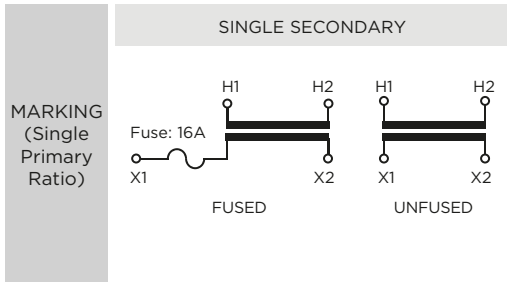 SINGLE SECONDARY
MARKING
(Single
Primary
Ratio)
H1 H2 H1 H2
Fuse: 16A
X1 X2 X1 X2
FUSED UNFUSED